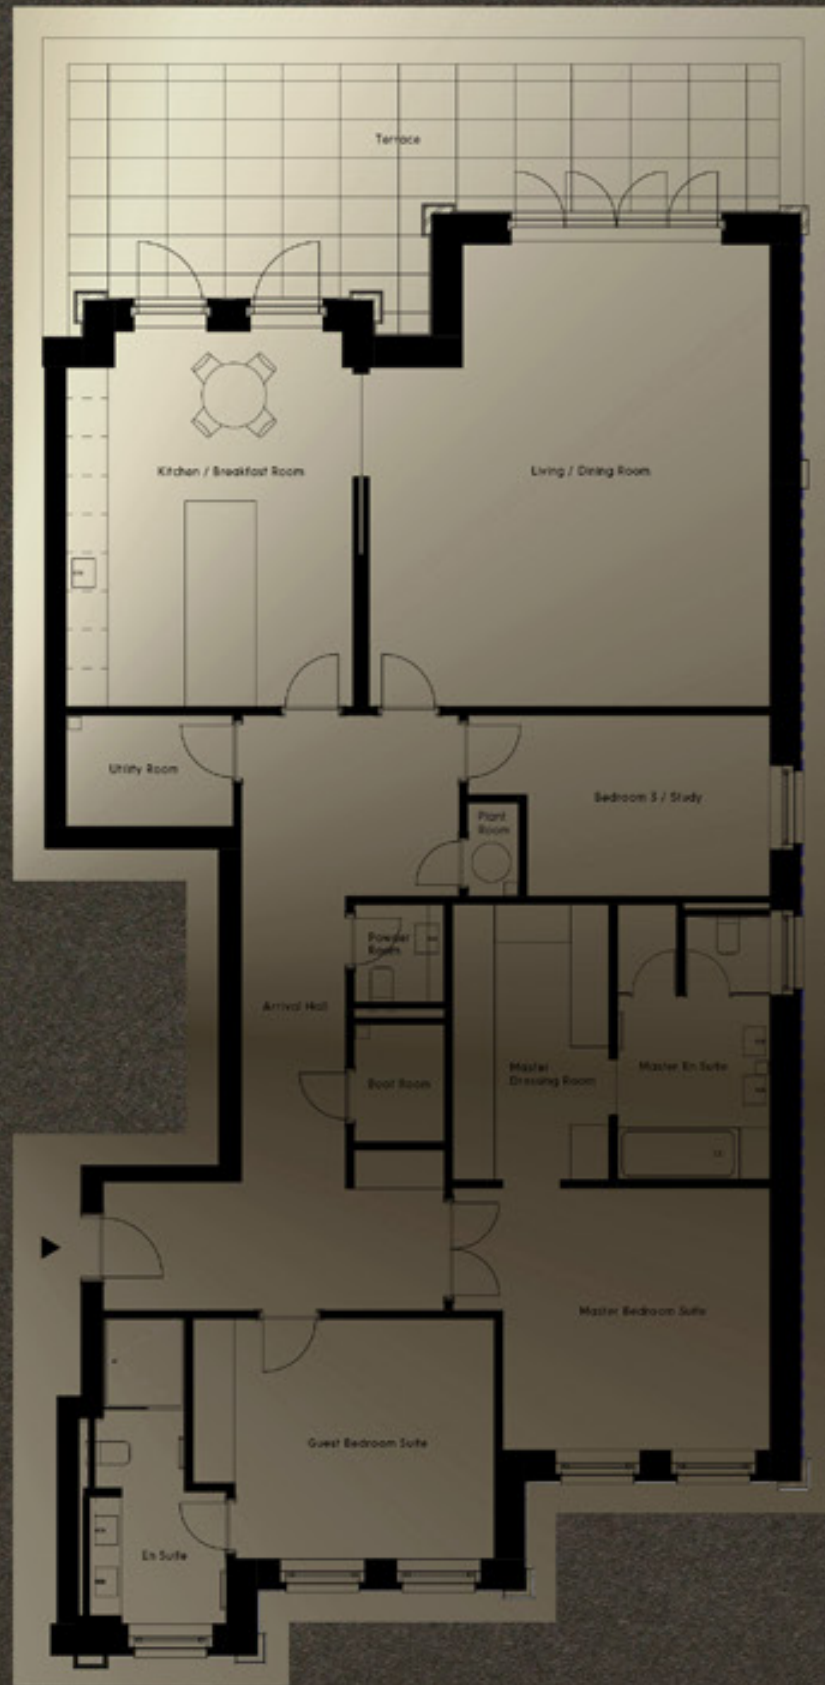 Terrace
Kitchen / Breakfast Room
Living / Dining Room
Utility Room
Bedroom 3 / Study
Plant
Room
Powder
Room
Arrival Hall
Boot Room
Master
Dressing Room
Master En Suite
Master Bedroom Suite
Guest Bedroom Suite
En Suite